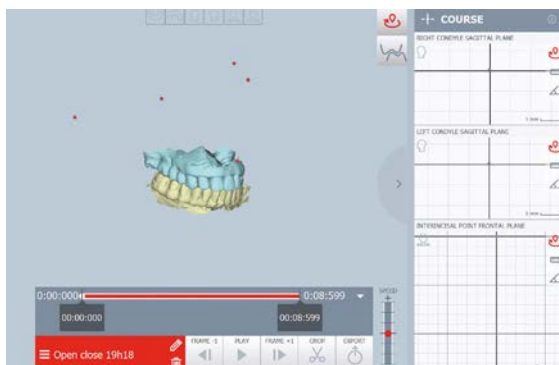 COURSE
RIGHT CONDYLE SAGITTAL PLANE
LEFT CONDYLE SAGITTAL PLANE
INTERINCISAL POINT FRONTAL PLANE
0:00:000
0:08:599
SPEED
00:00:000
00:08:599
Open close 19h18
FRAME -1
PLAY
FRAME +1
CROP
EXPORT